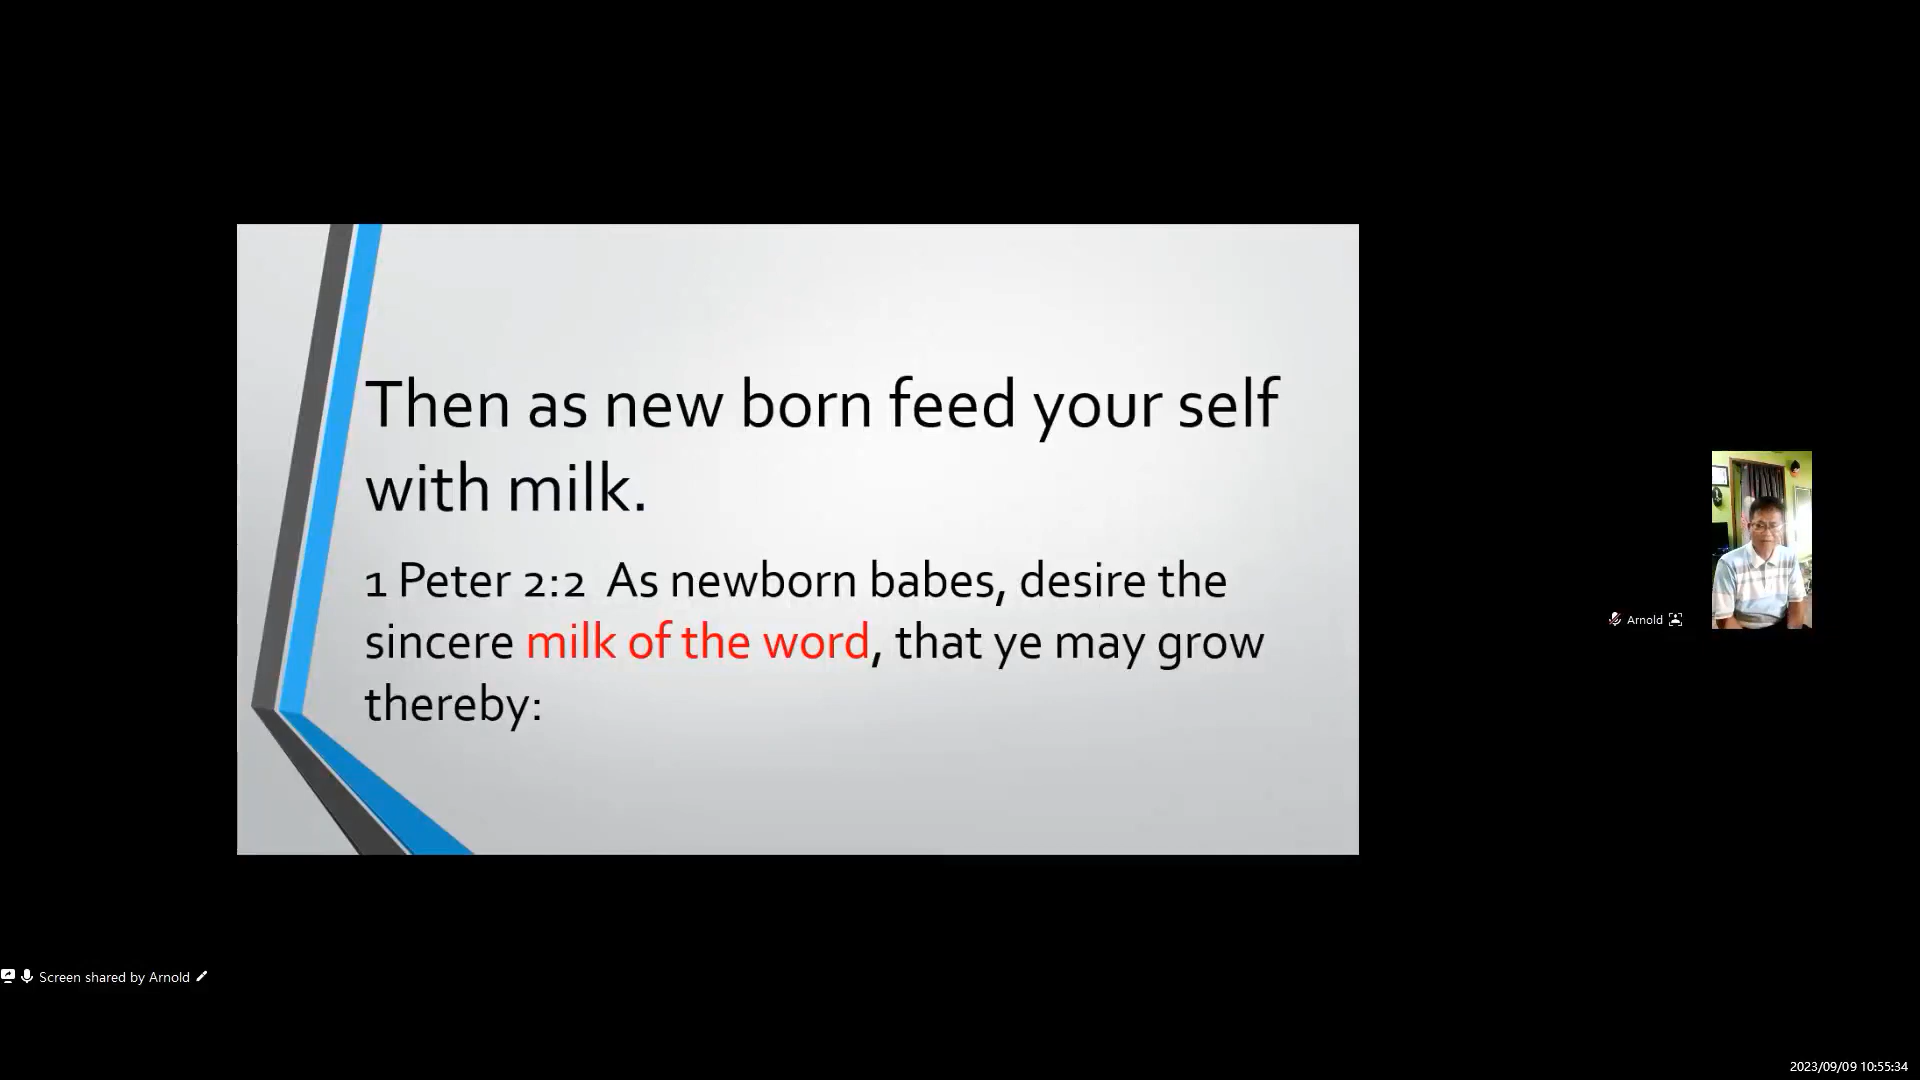 Then as new born feed your self
with milk.
1 Peter 2:2  As newborn babes, desire the
sincere milk of the word, that ye may grow
thereby:
Arnold
Screen shared by Arnold
2023/09/09 10:55:34